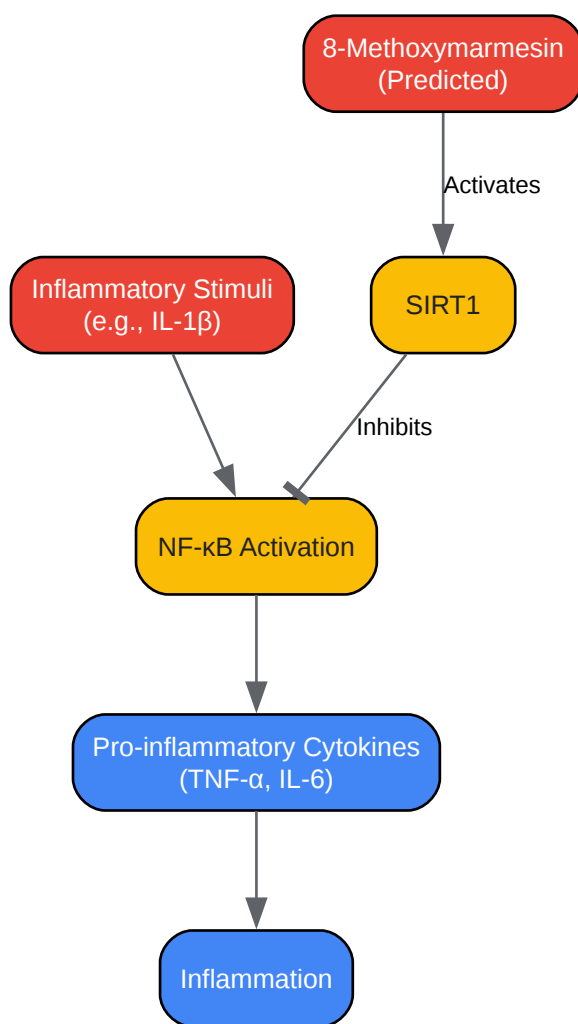 8-Methoxymarmesin
(Predicted)
Activates
Inflammatory Stimuli
(e.g., IL-1β)
SIRT1
Inhibits
NF-κB Activation
Pro-inflammatory Cytokines
(TNF-α, IL-6)
Inflammation